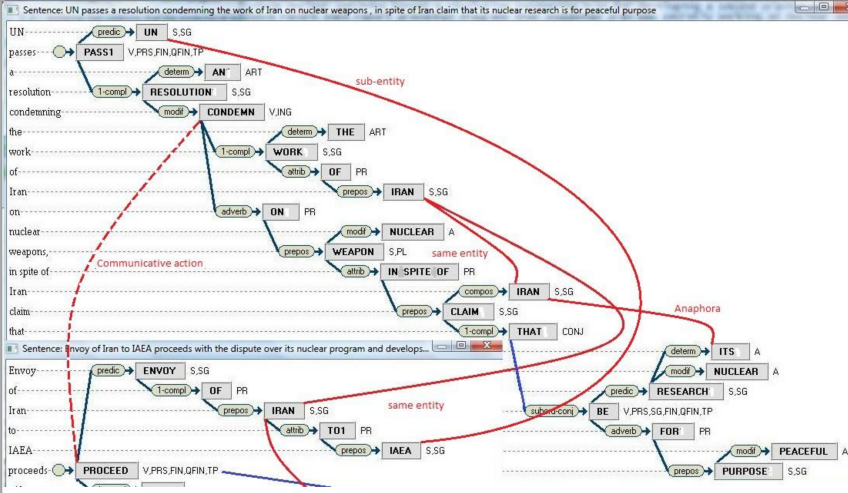 Sentence: UN passes a resolution condemning the work of Iran on nuclear weapons , in spite of Iran claim that its nuclear research is for peaceful purpose
UN predic UN S,SG
passes PASS1 V,PRS,FIN,QFIN,TP
a determ AN ART
sub-entity
resolution 1-compl RESOLUTION S,SG
condemning modif CONDEMN V,ING
the determ THE ART
work 1-compl WORK S,SG
of attrib OF PR
Iran prepos IRAN S,SG
on adverb ON PR
nuclear modif NUCLEAR A
weapons, prepos WEAPON S,PL
same entity
Communicative action
in spite of attrib IN SPITE OF PR
Iran compos IRAN S,SG
Anaphora
claim prepos CLAIM S,SG
that 1-compl THAT CONJ
Sentence: Envoy of Iran to IAEA proceeds with the dispute over its nuclear program and develops...
determ ITS A
Envoy predic ENVOY S,SG
modif NUCLEAR A
of 1-compl OF PR
predic RESEARCH S,SG
Iran prepos IRAN S,SG
same entity
subord-conj BE V,PRS,SG,FIN,QFIN,TP
to attrib TO1 PR
adverb FOR PR
IAEA prepos IAEA S,SG
modif PEACEFUL A
proceeds PROCEED V,PRS,FIN,QFIN,TP
prepos PURPOSE S,SG